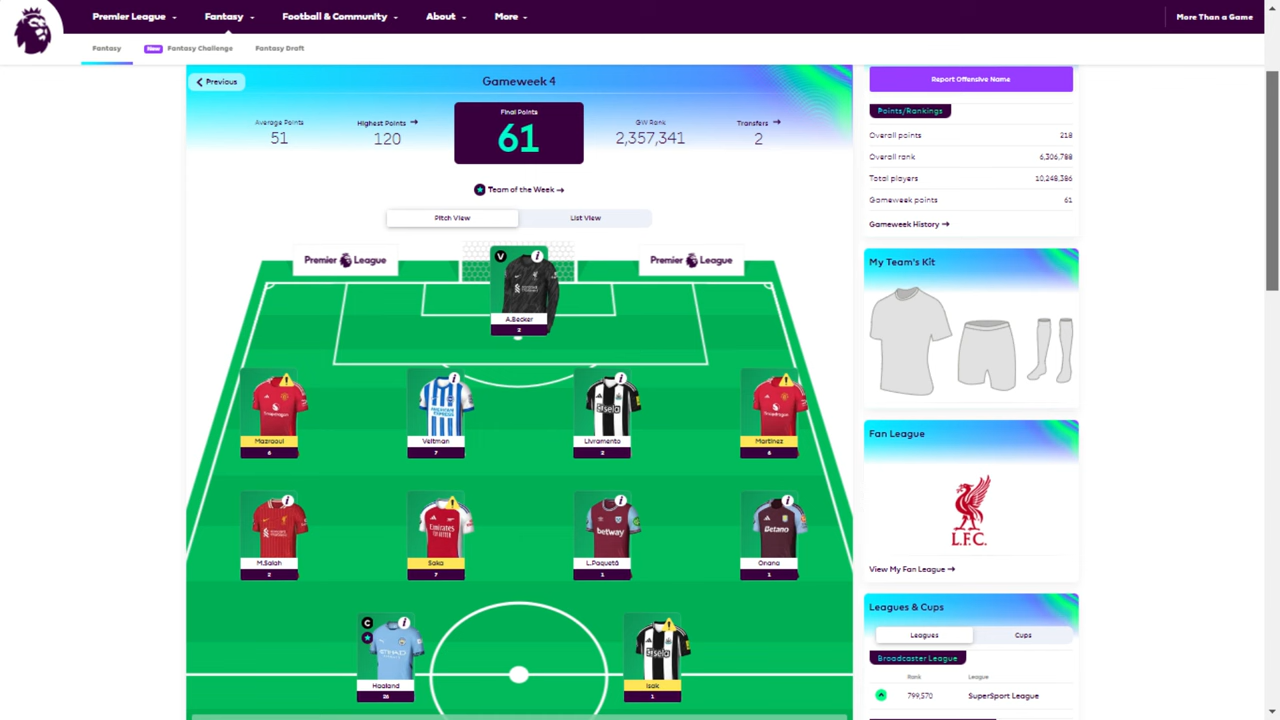 Premier League
Fantasy
Football & Community
About
More
More Than a Game
Fantasy
New
Fantasy Challenge
Fantasy Draft
Previous
Gameweek 4
Average Points
51
Highest Points →
120
Final Points
61
GW Rank
2,357,341
Transfers →
2
Team of the Week →
Pitch View
List View
Premier League
Premier League
V
A.Becker
2
Mazraoui
6
Veltman
7
Livramento
2
Martinez
6
M.Salah
2
Saka
7
betway
L.Paquetá
1
Betano
Onana
1
C
Haaland
26
sela
Isak
1
Report Offensive Name
Points/Rankings
Overall points 218
Overall rank 6,306,788
Total players 10,248,386
Gameweek points 61
Gameweek History →
My Team's Kit
Fan League
L.F.C.
View My Fan League →
Leagues & Cups
Leagues
Cups
Broadcaster League
Rank League
799,570 SuperSport League